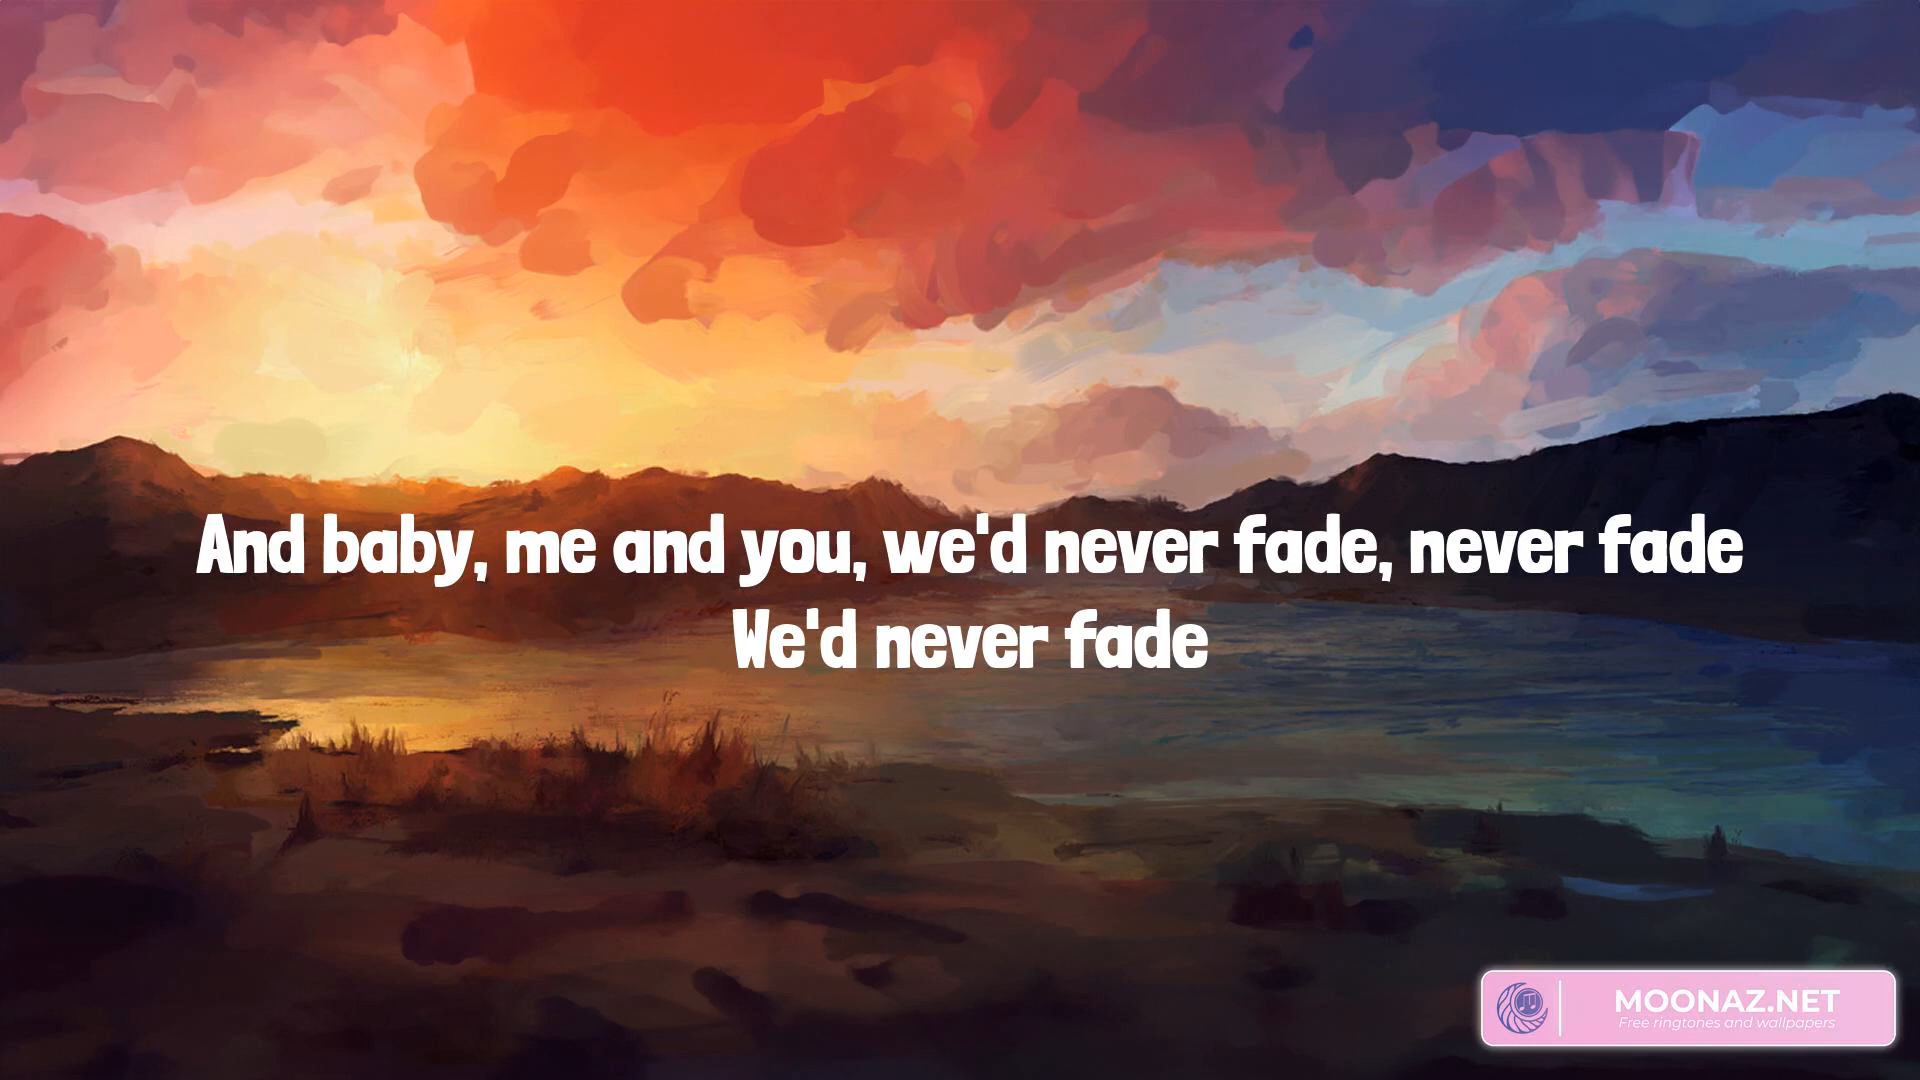 And baby, me and you, we'd never fade, never fade
We'd never fade
MOONAZ.NET
Free ringtones and wallpapers